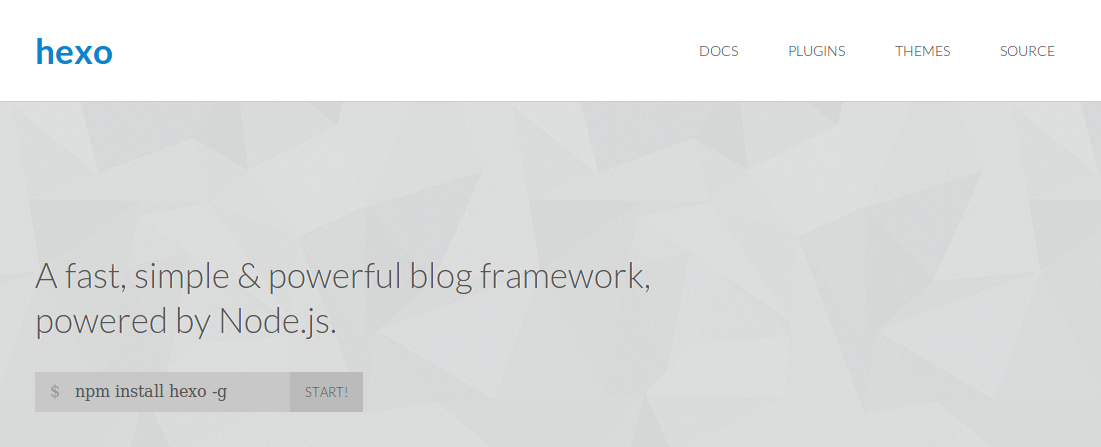 hexo
DOCS PLUGINS THEMES SOURCE
A fast, simple & powerful blog framework,
powered by Node.js.
$ npm install hexo -g START!